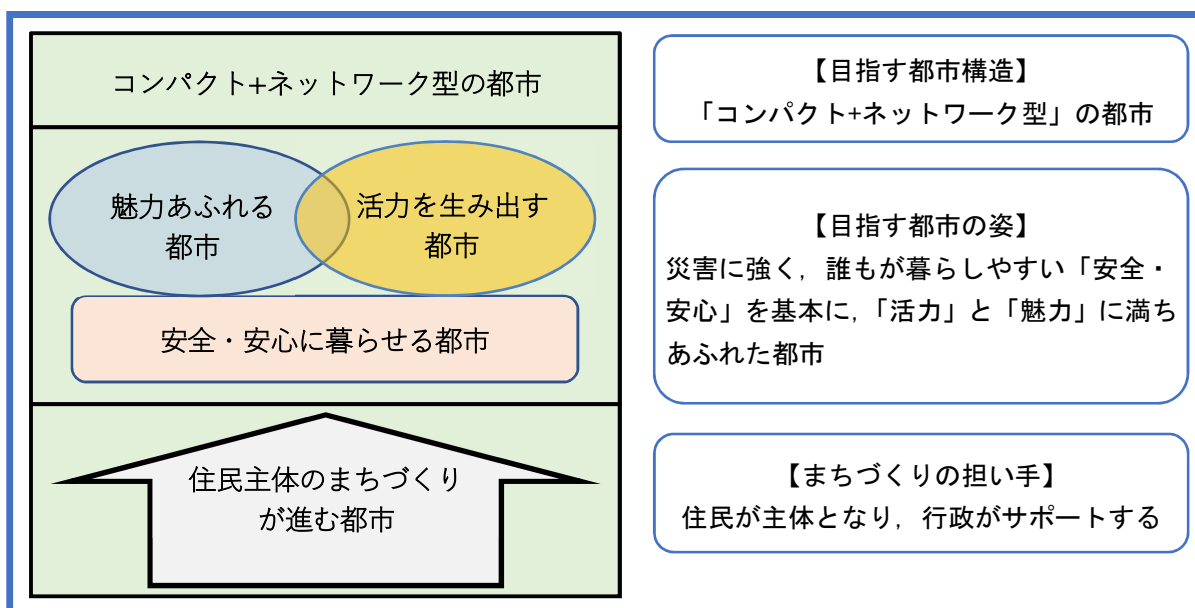 コンパクト+ネットワーク型の都市
魅力あふれる
都市
活力を生み出す
都市
安全・安心に暮らせる都市
住民主体のまちづくり
が進む都市
【目指す都市構造】
「コンパクト+ネットワーク型」の都市
【目指す都市の姿】
災害に強く，誰もが暮らしやすい「安全・
安心」を基本に，「活力」と「魅力」に満ち
あふれた都市
【まちづくりの担い手】
住民が主体となり，行政がサポートする